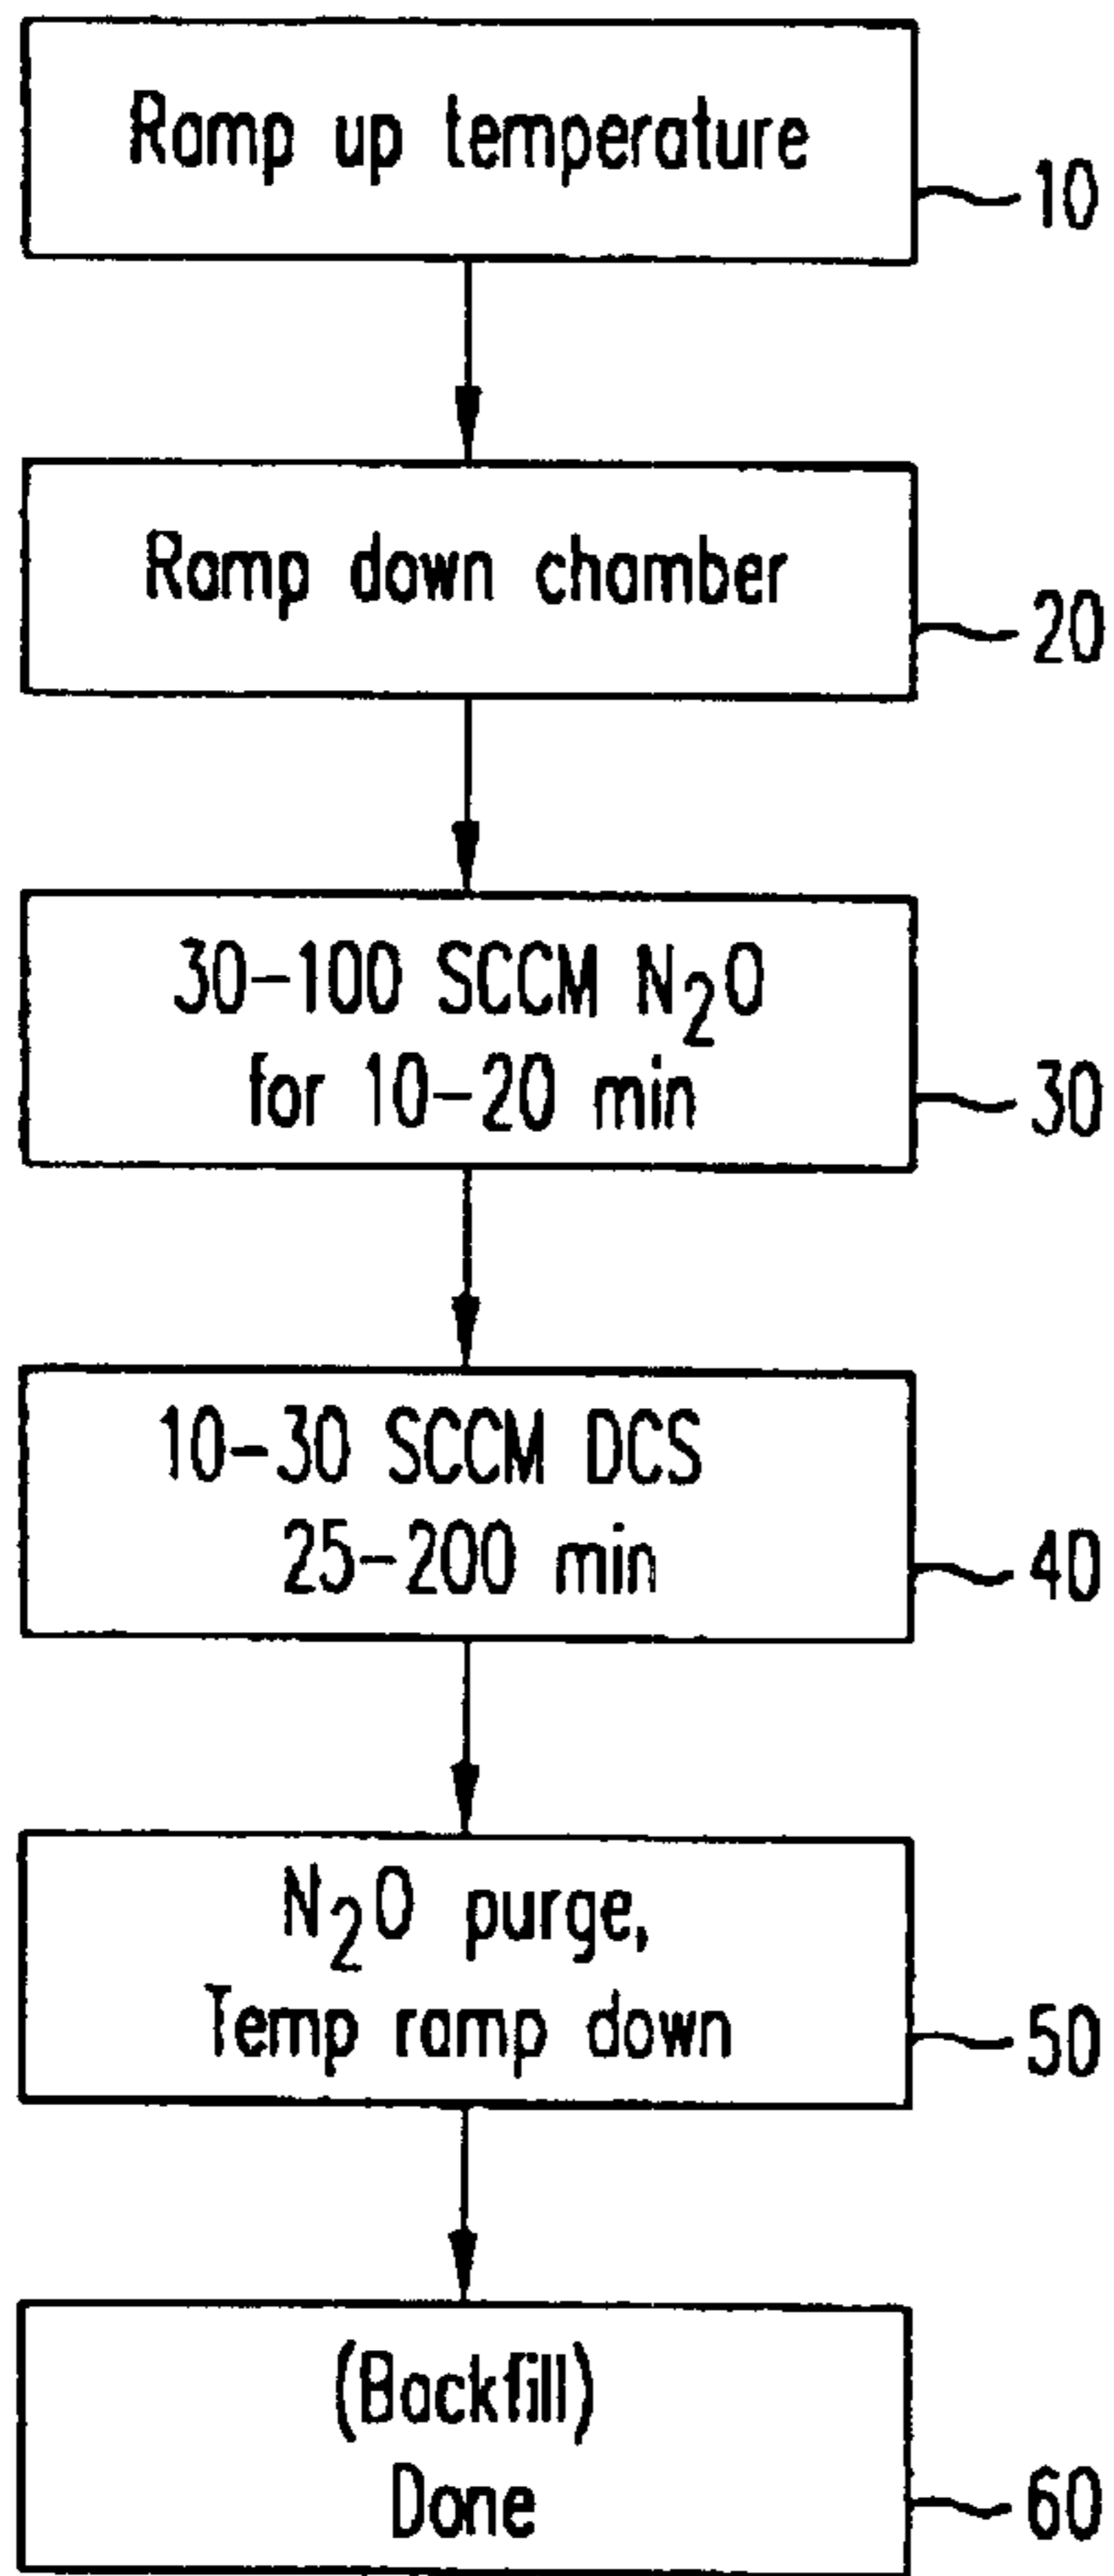 Ramp up temperature
10
Ramp down chamber
20
30-100 SCCM N₂O
for 10-20 min
30
10-30 SCCM DCS
25-200 min
40
N₂O purge,
Temp ramp down
50
(Backfill)
Done
60